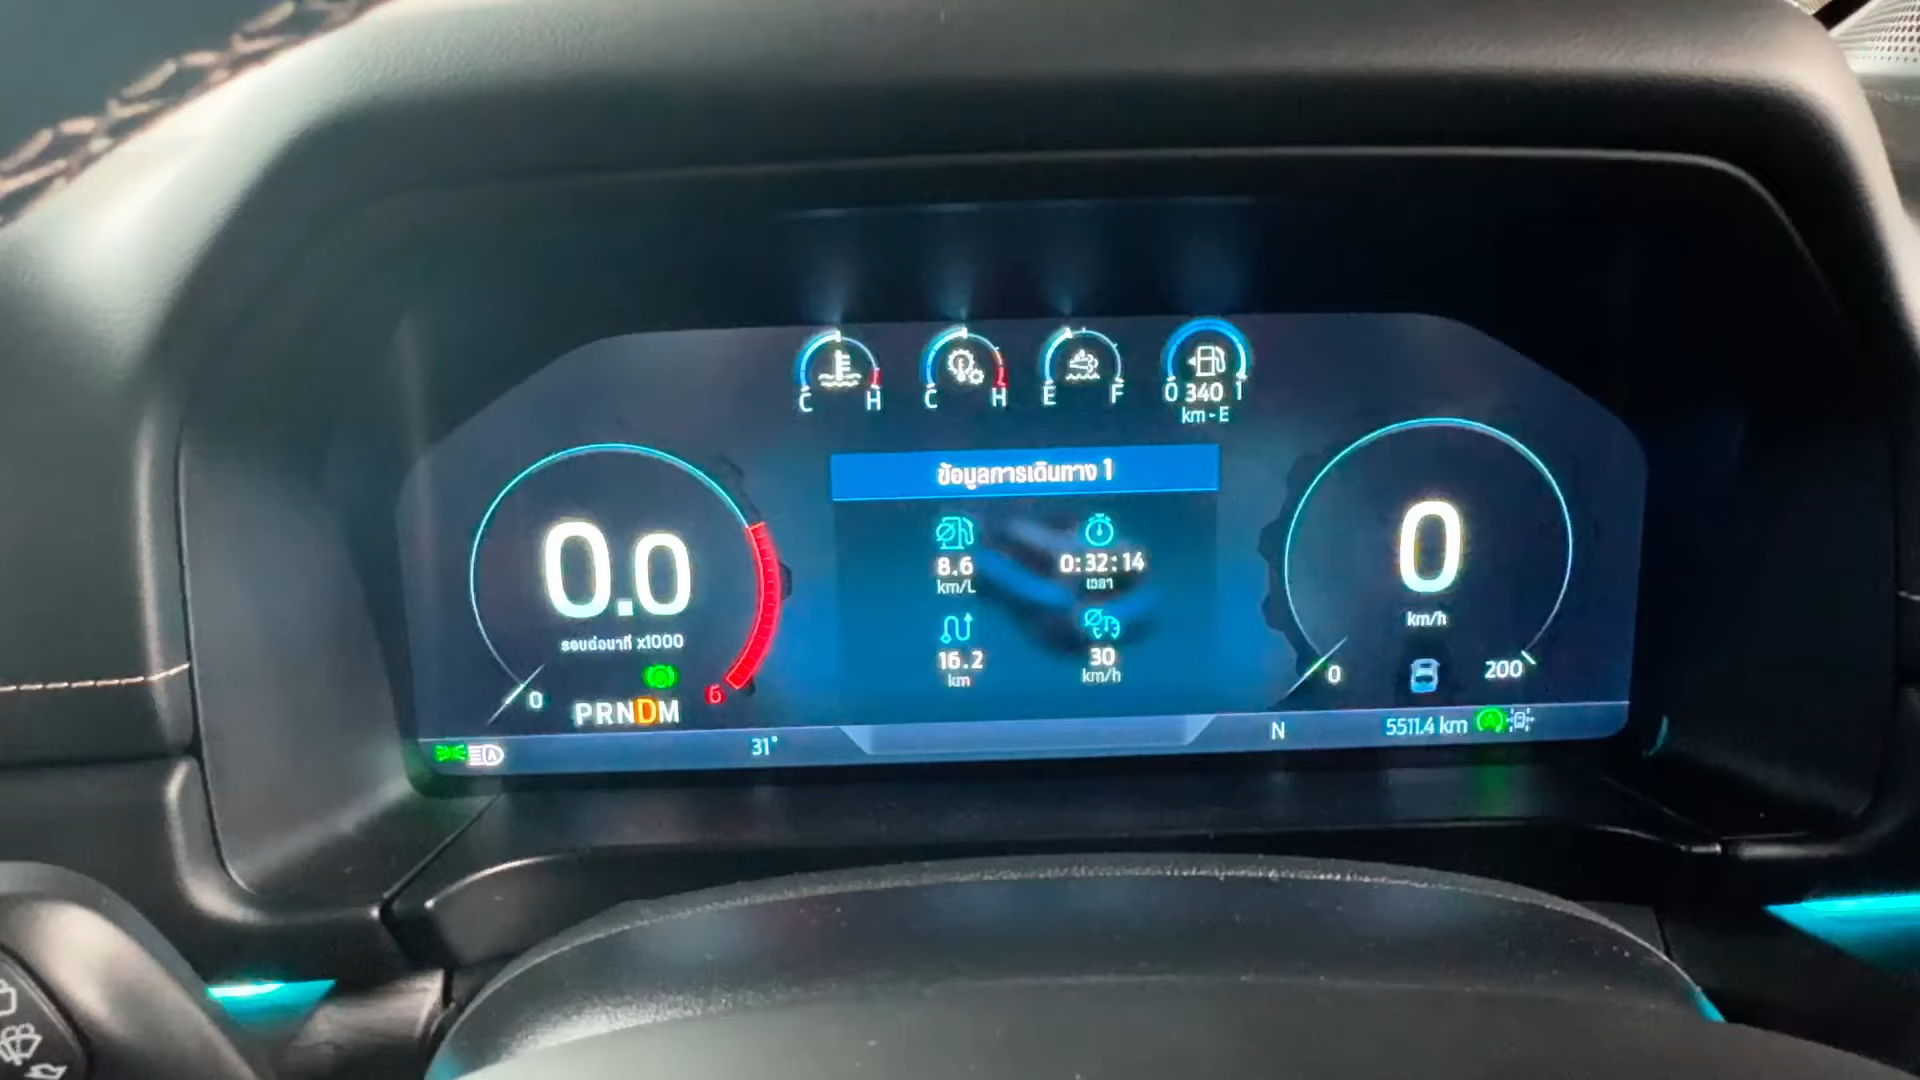 C H
C H
E F
0 340 1
km - E
ข้อมูลการเดินทาง 1
8.6
km/L
0:32:14
เวลา
16.2
km
30
km/h
0.0
รอบต่อนาที x1000
0
6
PRNDM
0
km/h
0
200
A
31°
N
5511.4 km
A